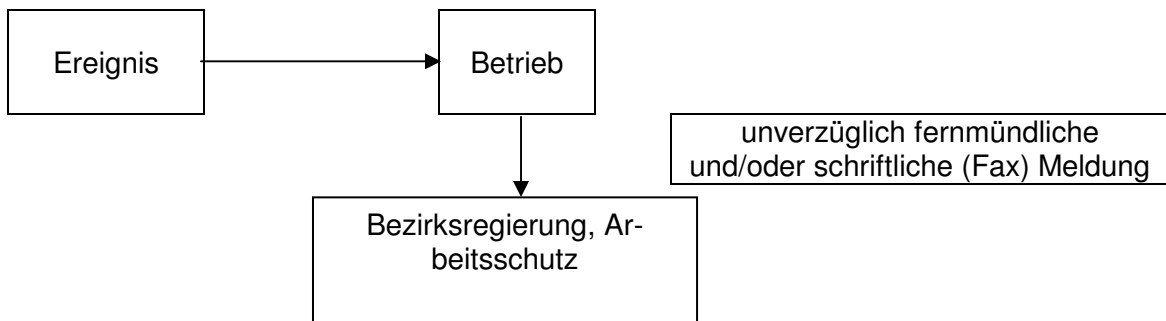 Ereignis
Betrieb
unverzüglich fernmündliche
und/oder schriftliche (Fax) Meldung
Bezirksregierung, Ar-
beitsschutz